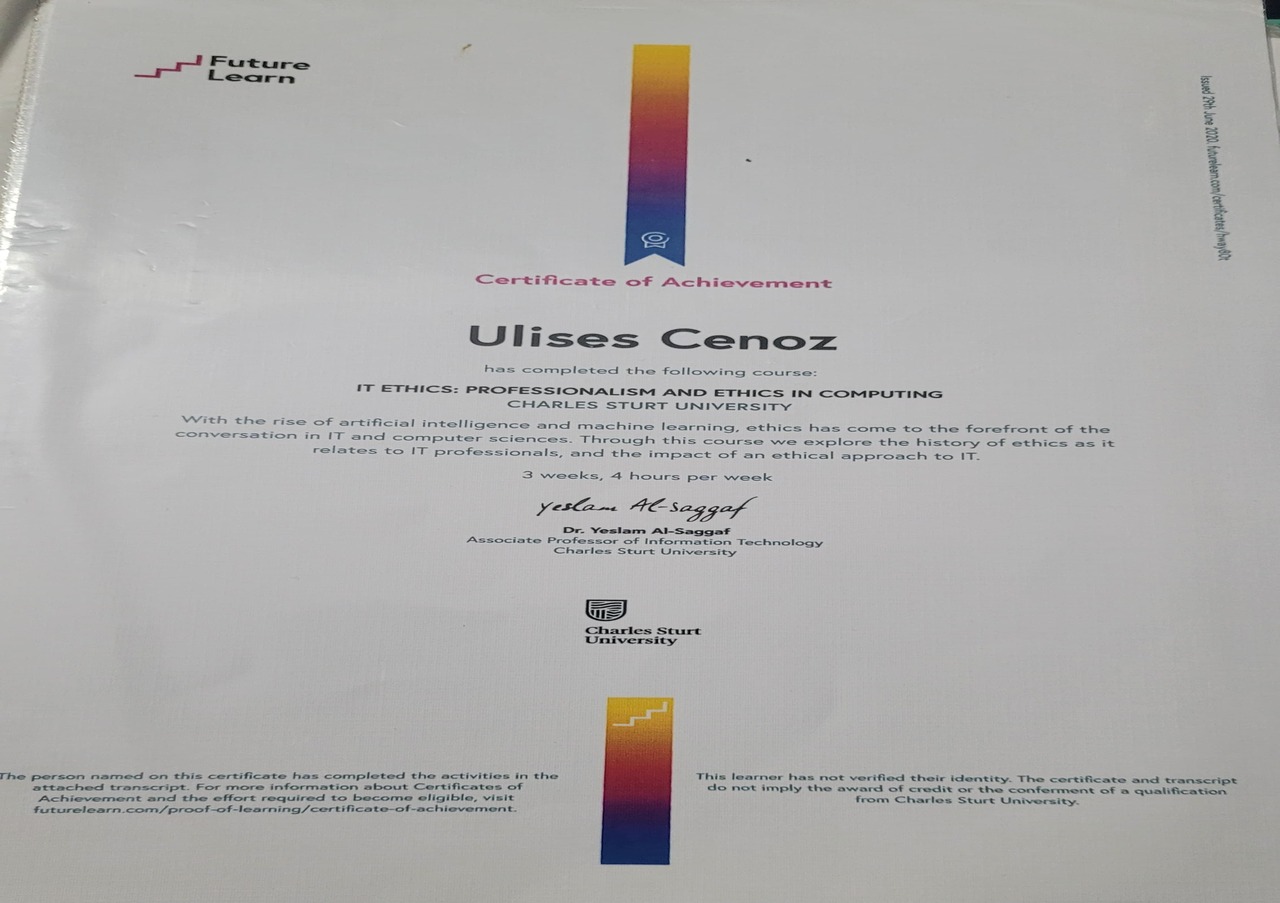 Future
Learn
Issued 29th June 2020. futurelearn.com/certificates/hway80t
Certificate of Achievement
Ulises Cenoz
has completed the following course:
IT ETHICS: PROFESSIONALISM AND ETHICS IN COMPUTING
CHARLES STURT UNIVERSITY
With the rise of artificial intelligence and machine learning, ethics has come to the forefront of the
conversation in IT and computer sciences. Through this course we explore the history of ethics as it
relates to IT professionals, and the impact of an ethical approach to IT.
3 weeks, 4 hours per week
Yeslam Al-Saggaf
Dr. Yeslam Al-Saggaf
Associate Professor of Information Technology
Charles Sturt University
Charles Sturt
University
The person named on this certificate has completed the activities in the
attached transcript. For more information about Certificates of
Achievement and the effort required to become eligible, visit
futurelearn.com/proof-of-learning/certificate-of-achievement.
This learner has not verified their identity. The certificate and transcript
do not imply the award of credit or the conferment of a qualification
from Charles Sturt University.